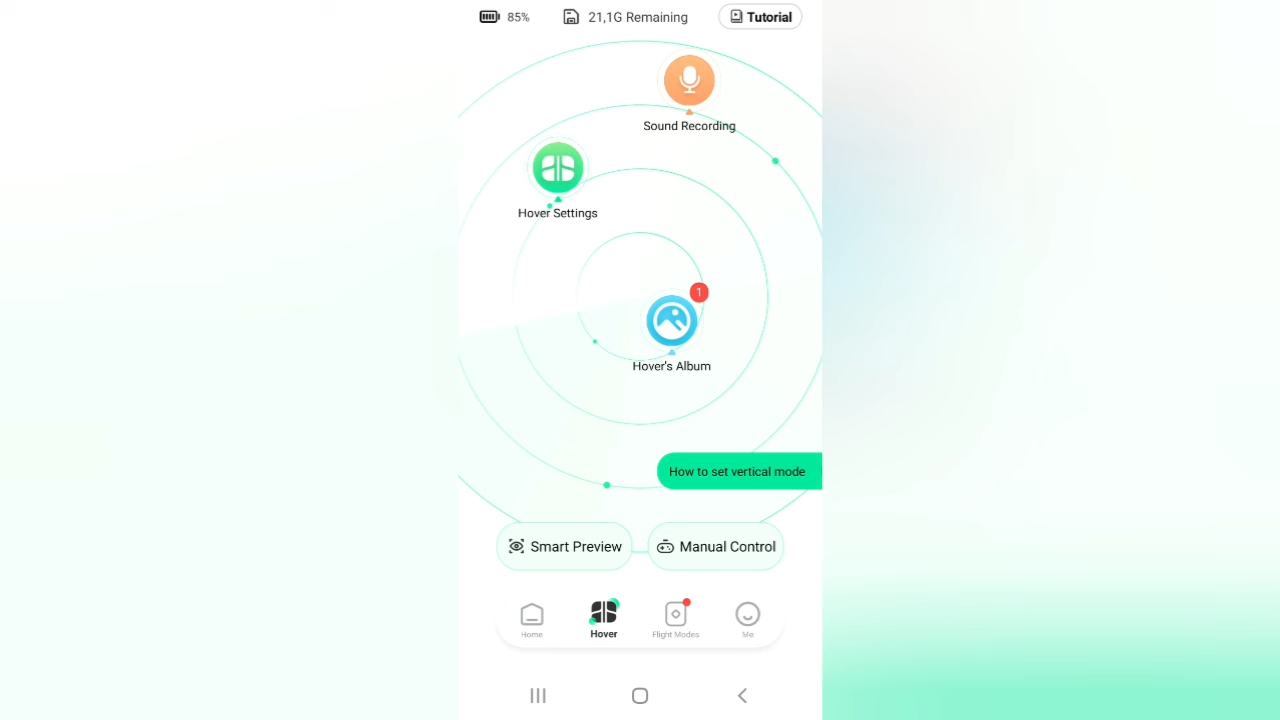 85%
21,1G Remaining
Tutorial
Sound Recording
Hover Settings
1
Hover's Album
How to set vertical mode
Smart Preview
Manual Control
Home
Hover
Flight Modes
Me